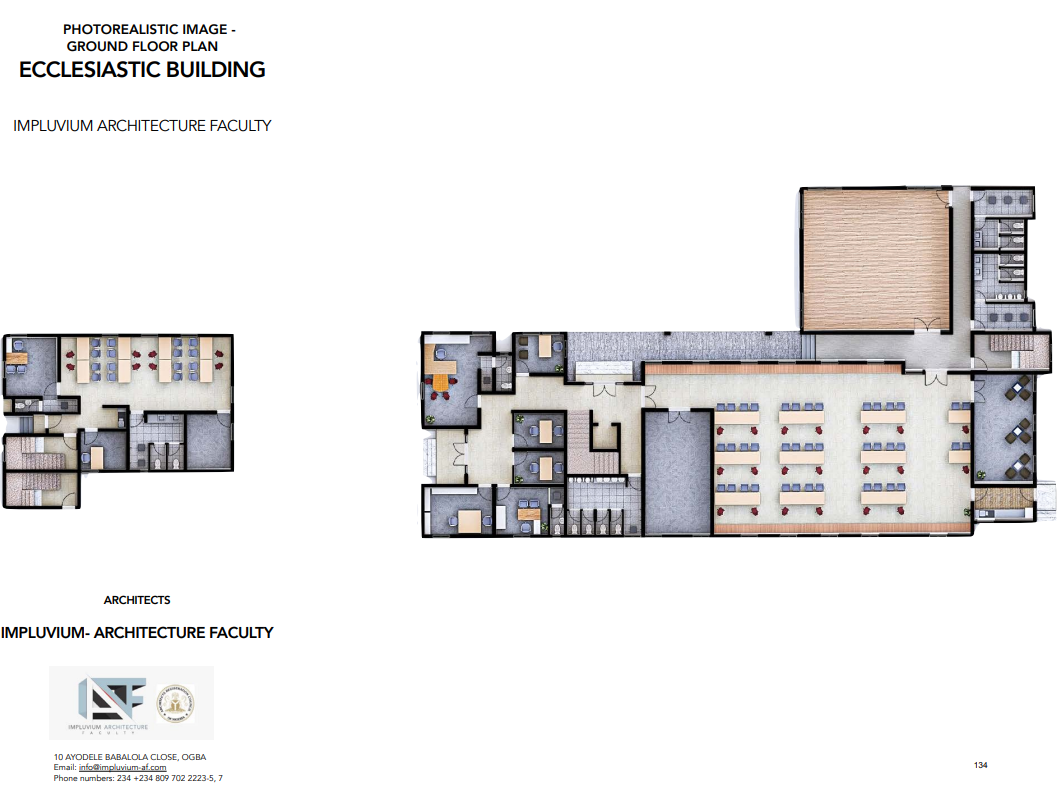 PHOTOREALISTIC IMAGE -
GROUND FLOOR PLAN
ECCLESIASTIC BUILDING
IMPLUVIUM ARCHITECTURE FACULTY
ARCHITECTS
IMPLUVIUM- ARCHITECTURE FACULTY
IMPLUVIUM ARCHITECTURE
FACULTY
10 AYODELE BABALOLA CLOSE, OGBA
Email: info@impluvium-af.com
Phone numbers: 234 +234 809 702 2223-5, 7
134